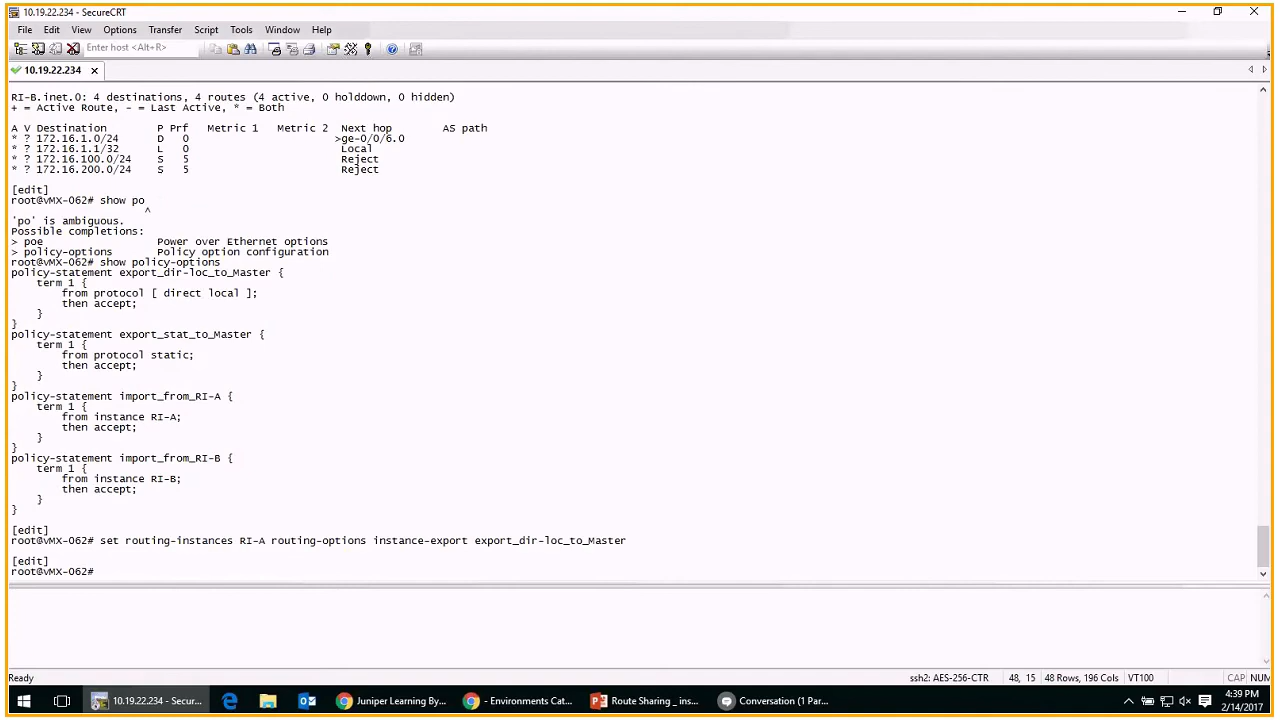 10.19.22.234 - SecureCRT
File Edit View Options Transfer Script Tools Window Help
Enter host <Alt+R>
10.19.22.234
RI-B.inet.0: 4 destinations, 4 routes (4 active, 0 holddown, 0 hidden)
+ = Active Route, - = Last Active, * = Both
A V Destination        P Prf   Metric 1   Metric 2  Next hop        AS path
* ? 172.16.1.0/24      D   0                       >ge-0/0/6.0
* ? 172.16.1.1/32      L   0                        Local
* ? 172.16.100.0/24    S   5                        Reject
* ? 172.16.200.0/24    S   5                        Reject
[edit]
root@vMX-062# show po
^
'po' is ambiguous.
Possible completions:
> poe                  Power over Ethernet options
> policy-options       Policy option configuration
root@vMX-062# show policy-options
policy-statement export_dir-loc_to_Master {
    term 1 {
        from protocol [ direct local ];
        then accept;
    }
}
policy-statement export_stat_to_Master {
    term 1 {
        from protocol static;
        then accept;
    }
}
policy-statement import_from_RI-A {
    term 1 {
        from instance RI-A;
        then accept;
    }
}
policy-statement import_from_RI-B {
    term 1 {
        from instance RI-B;
        then accept;
    }
}
[edit]
root@vMX-062# set routing-instances RI-A routing-options instance-export export_dir-loc_to_Master
[edit]
root@vMX-062#
Ready ssh2: AES-256-CTR 48, 15 48 Rows, 196 Cols VT100 CAP NUM
10.19.22.234 - Secur... Juniper Learning By... - Environments Cat... Route Sharing _ ins... Conversation (1 Par... 4:39 PM
2/14/2017